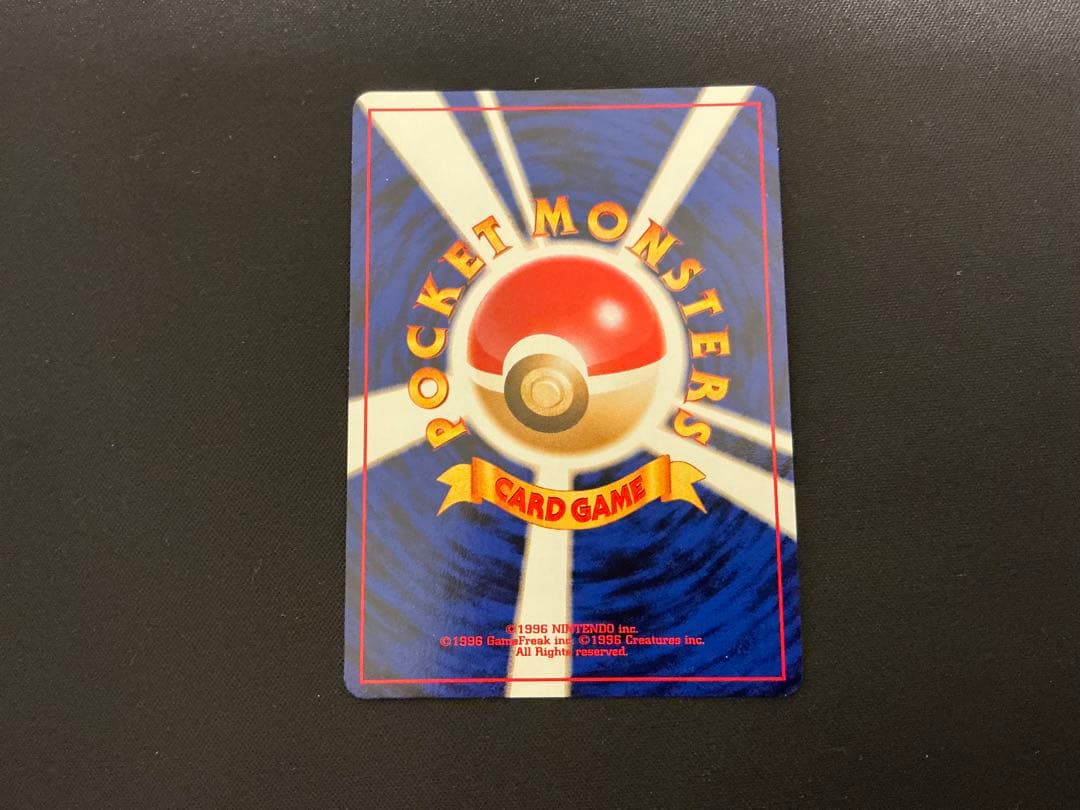 POCKET MONSTERS
CARD GAME
©1996 NINTENDO inc.
©1996 GameFreak inc. ©1996 Creatures inc.
All Rights reserved.